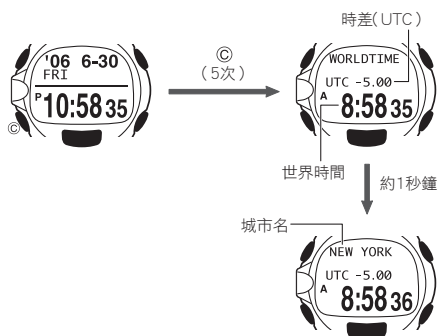 '06 6-30
FRI
P 10:58 35
Ⓒ
Ⓒ
(5次)
時差(UTC)
WORLDTIME
UTC -5.00
A 8:58 35
世界時間
約1秒鐘
城市名
NEW YORK
UTC -5.00
A 8:58 36